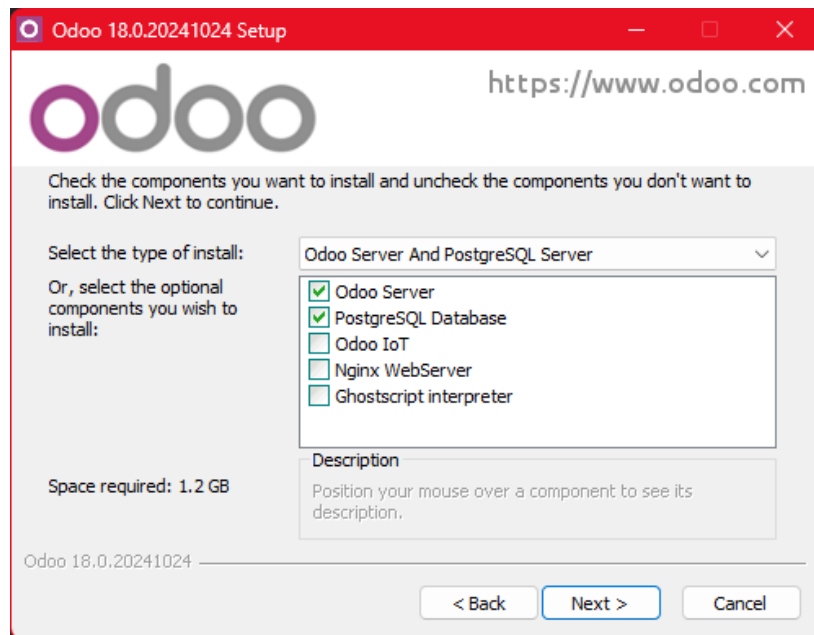 Odoo 18.0.20241024 Setup
odoo
https://www.odoo.com
Check the components you want to install and uncheck the components you don't want to
install. Click Next to continue.
Select the type of install:
Odoo Server And PostgreSQL Server
Or, select the optional
components you wish to
install:
Odoo Server
PostgreSQL Database
Odoo IoT
Nginx WebServer
Ghostscript interpreter
Space required: 1.2 GB
Description
Position your mouse over a component to see its
description.
Odoo 18.0.20241024
< Back
Next >
Cancel